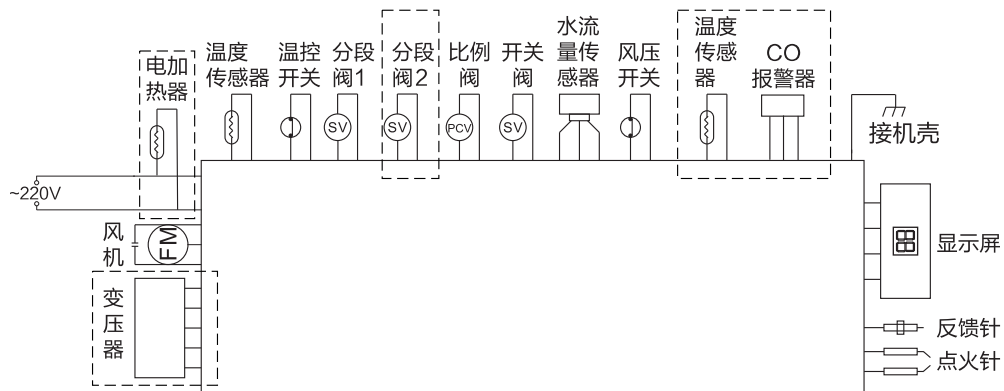 电加
热器
温度
传感器
温控
开关
分段
阀1
SV
分段
阀2
SV
比例
阀
PCV
开关
阀
SV
水流
量传
感器
风压
开关
温度
传感
器
CO
报警器
接机壳
~220V
风
机
FM
变
压
器
显示屏
88
反馈针
点火针